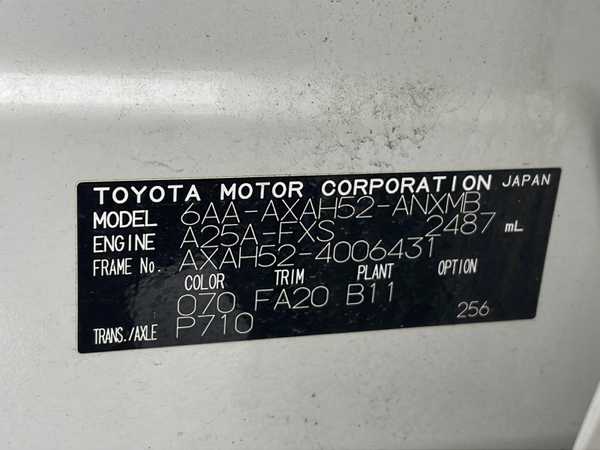 TOYOTA MOTOR CORPORATION JAPAN
MODEL 6AA-AXAH52-ANXMB
ENGINE A25A-FXS 2487 mL
FRAME No. AXAH52-4006431
COLOR TRIM PLANT OPTION
070 FA20 B11
TRANS./AXLE P710 256